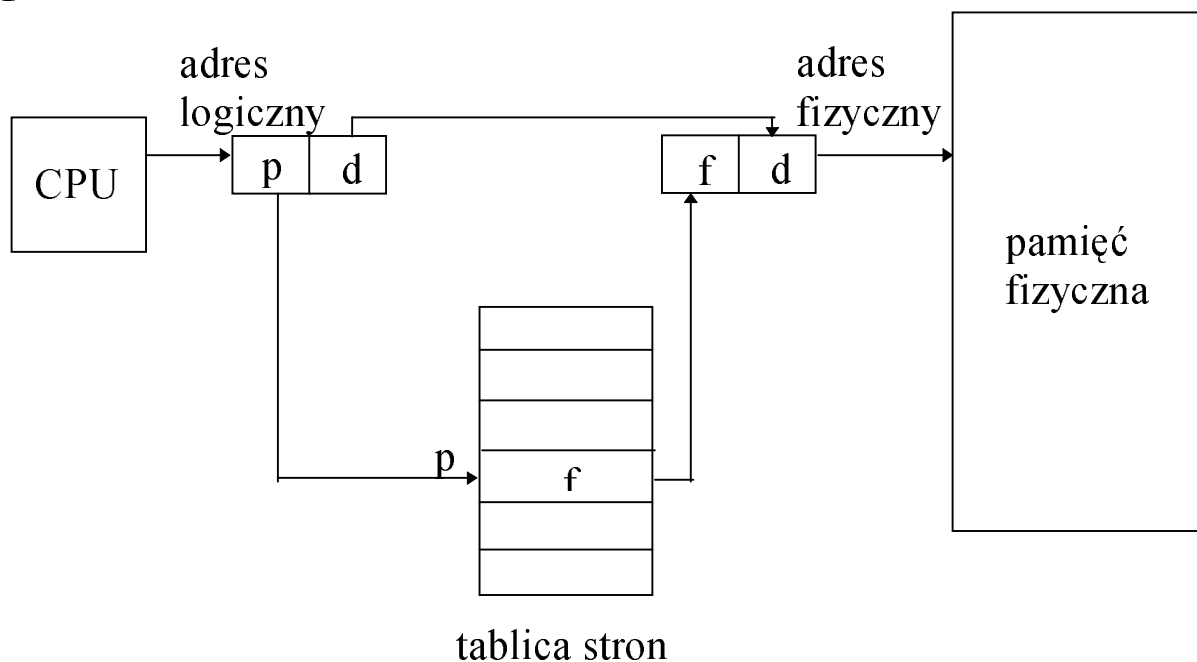 adres
logiczny
adres
fizyczny
CPU
p d
f d
pamięć
fizyczna
p
f
tablica stron